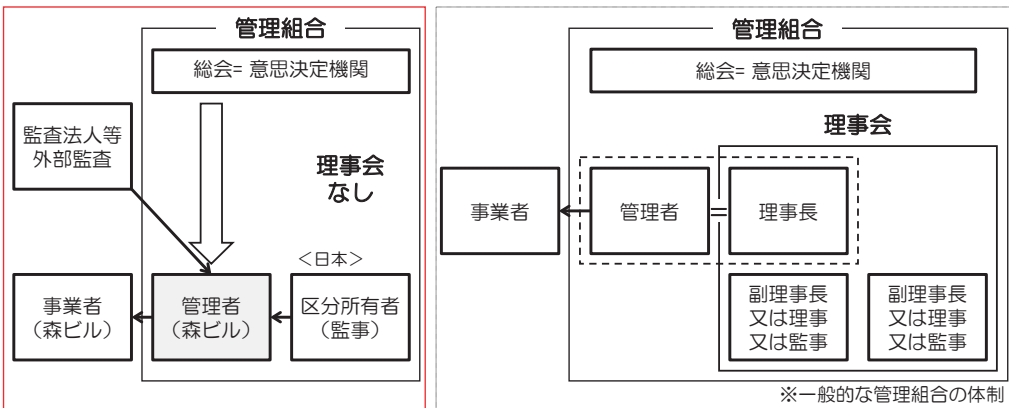 管理組合
総会= 意思決定機関
監査法人等
外部監査
理事会
なし
＜日本＞
事業者
（森ビル）
管理者
（森ビル）
区分所有者
（監事）
管理組合
総会= 意思決定機関
理事会
事業者
管理者
=
理事長
副理事長
又は理事
又は監事
副理事長
又は理事
又は監事
※一般的な管理組合の体制